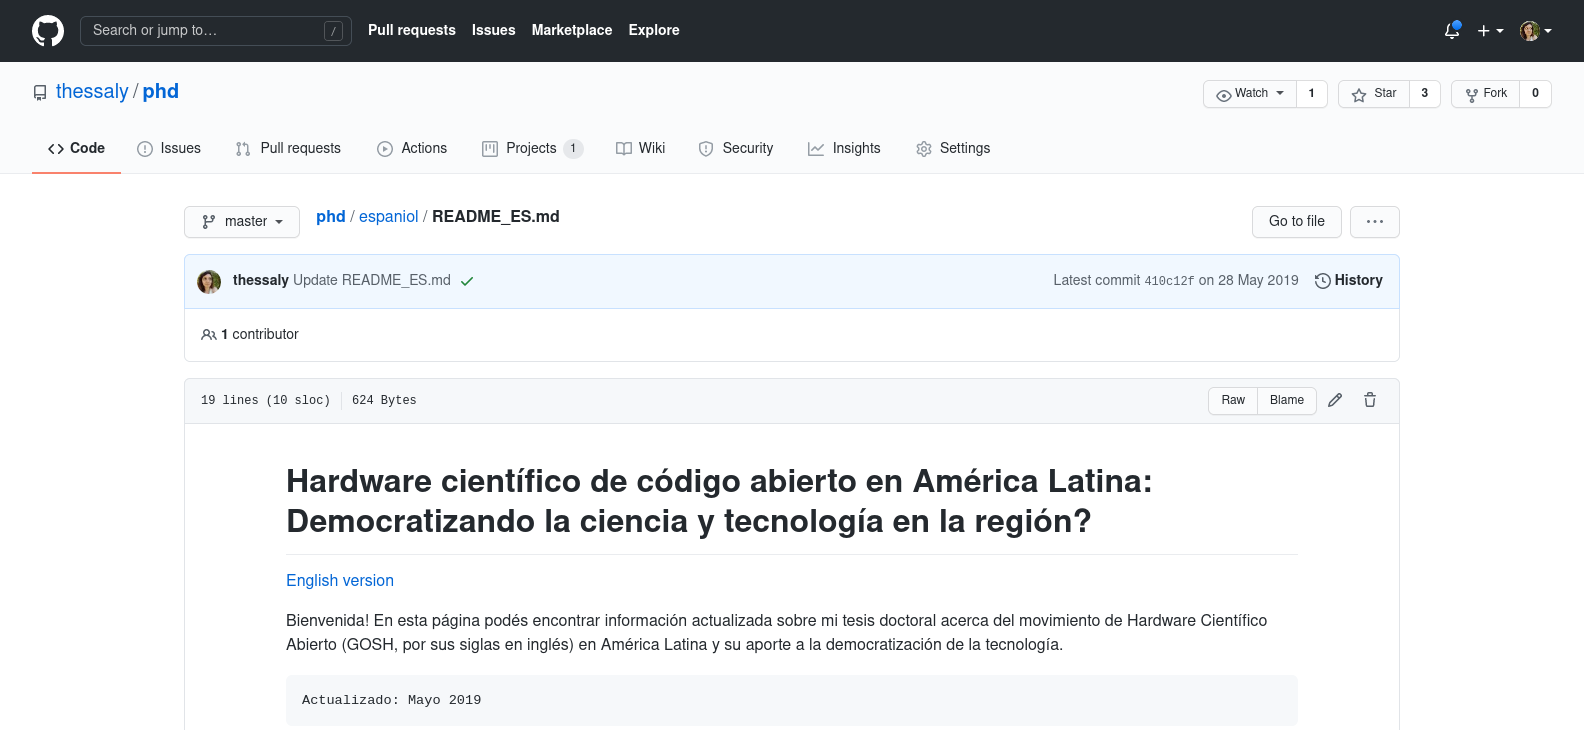 Search or jump to… /
Pull requests Issues Marketplace Explore
thessaly / phd
Watch 1 Star 3 Fork 0
Code Issues Pull requests Actions Projects 1 Wiki Security Insights Settings
master phd / espaniol / README_ES.md Go to file
thessaly Update README_ES.md Latest commit 410c12f on 28 May 2019 History
1 contributor
19 lines (10 sloc) 624 Bytes Raw Blame
Hardware científico de código abierto en América Latina:
Democratizando la ciencia y tecnología en la región?
English version
Bienvenida! En esta página podés encontrar información actualizada sobre mi tesis doctoral acerca del movimiento de Hardware Científico
Abierto (GOSH, por sus siglas en inglés) en América Latina y su aporte a la democratización de la tecnología.
Actualizado: Mayo 2019